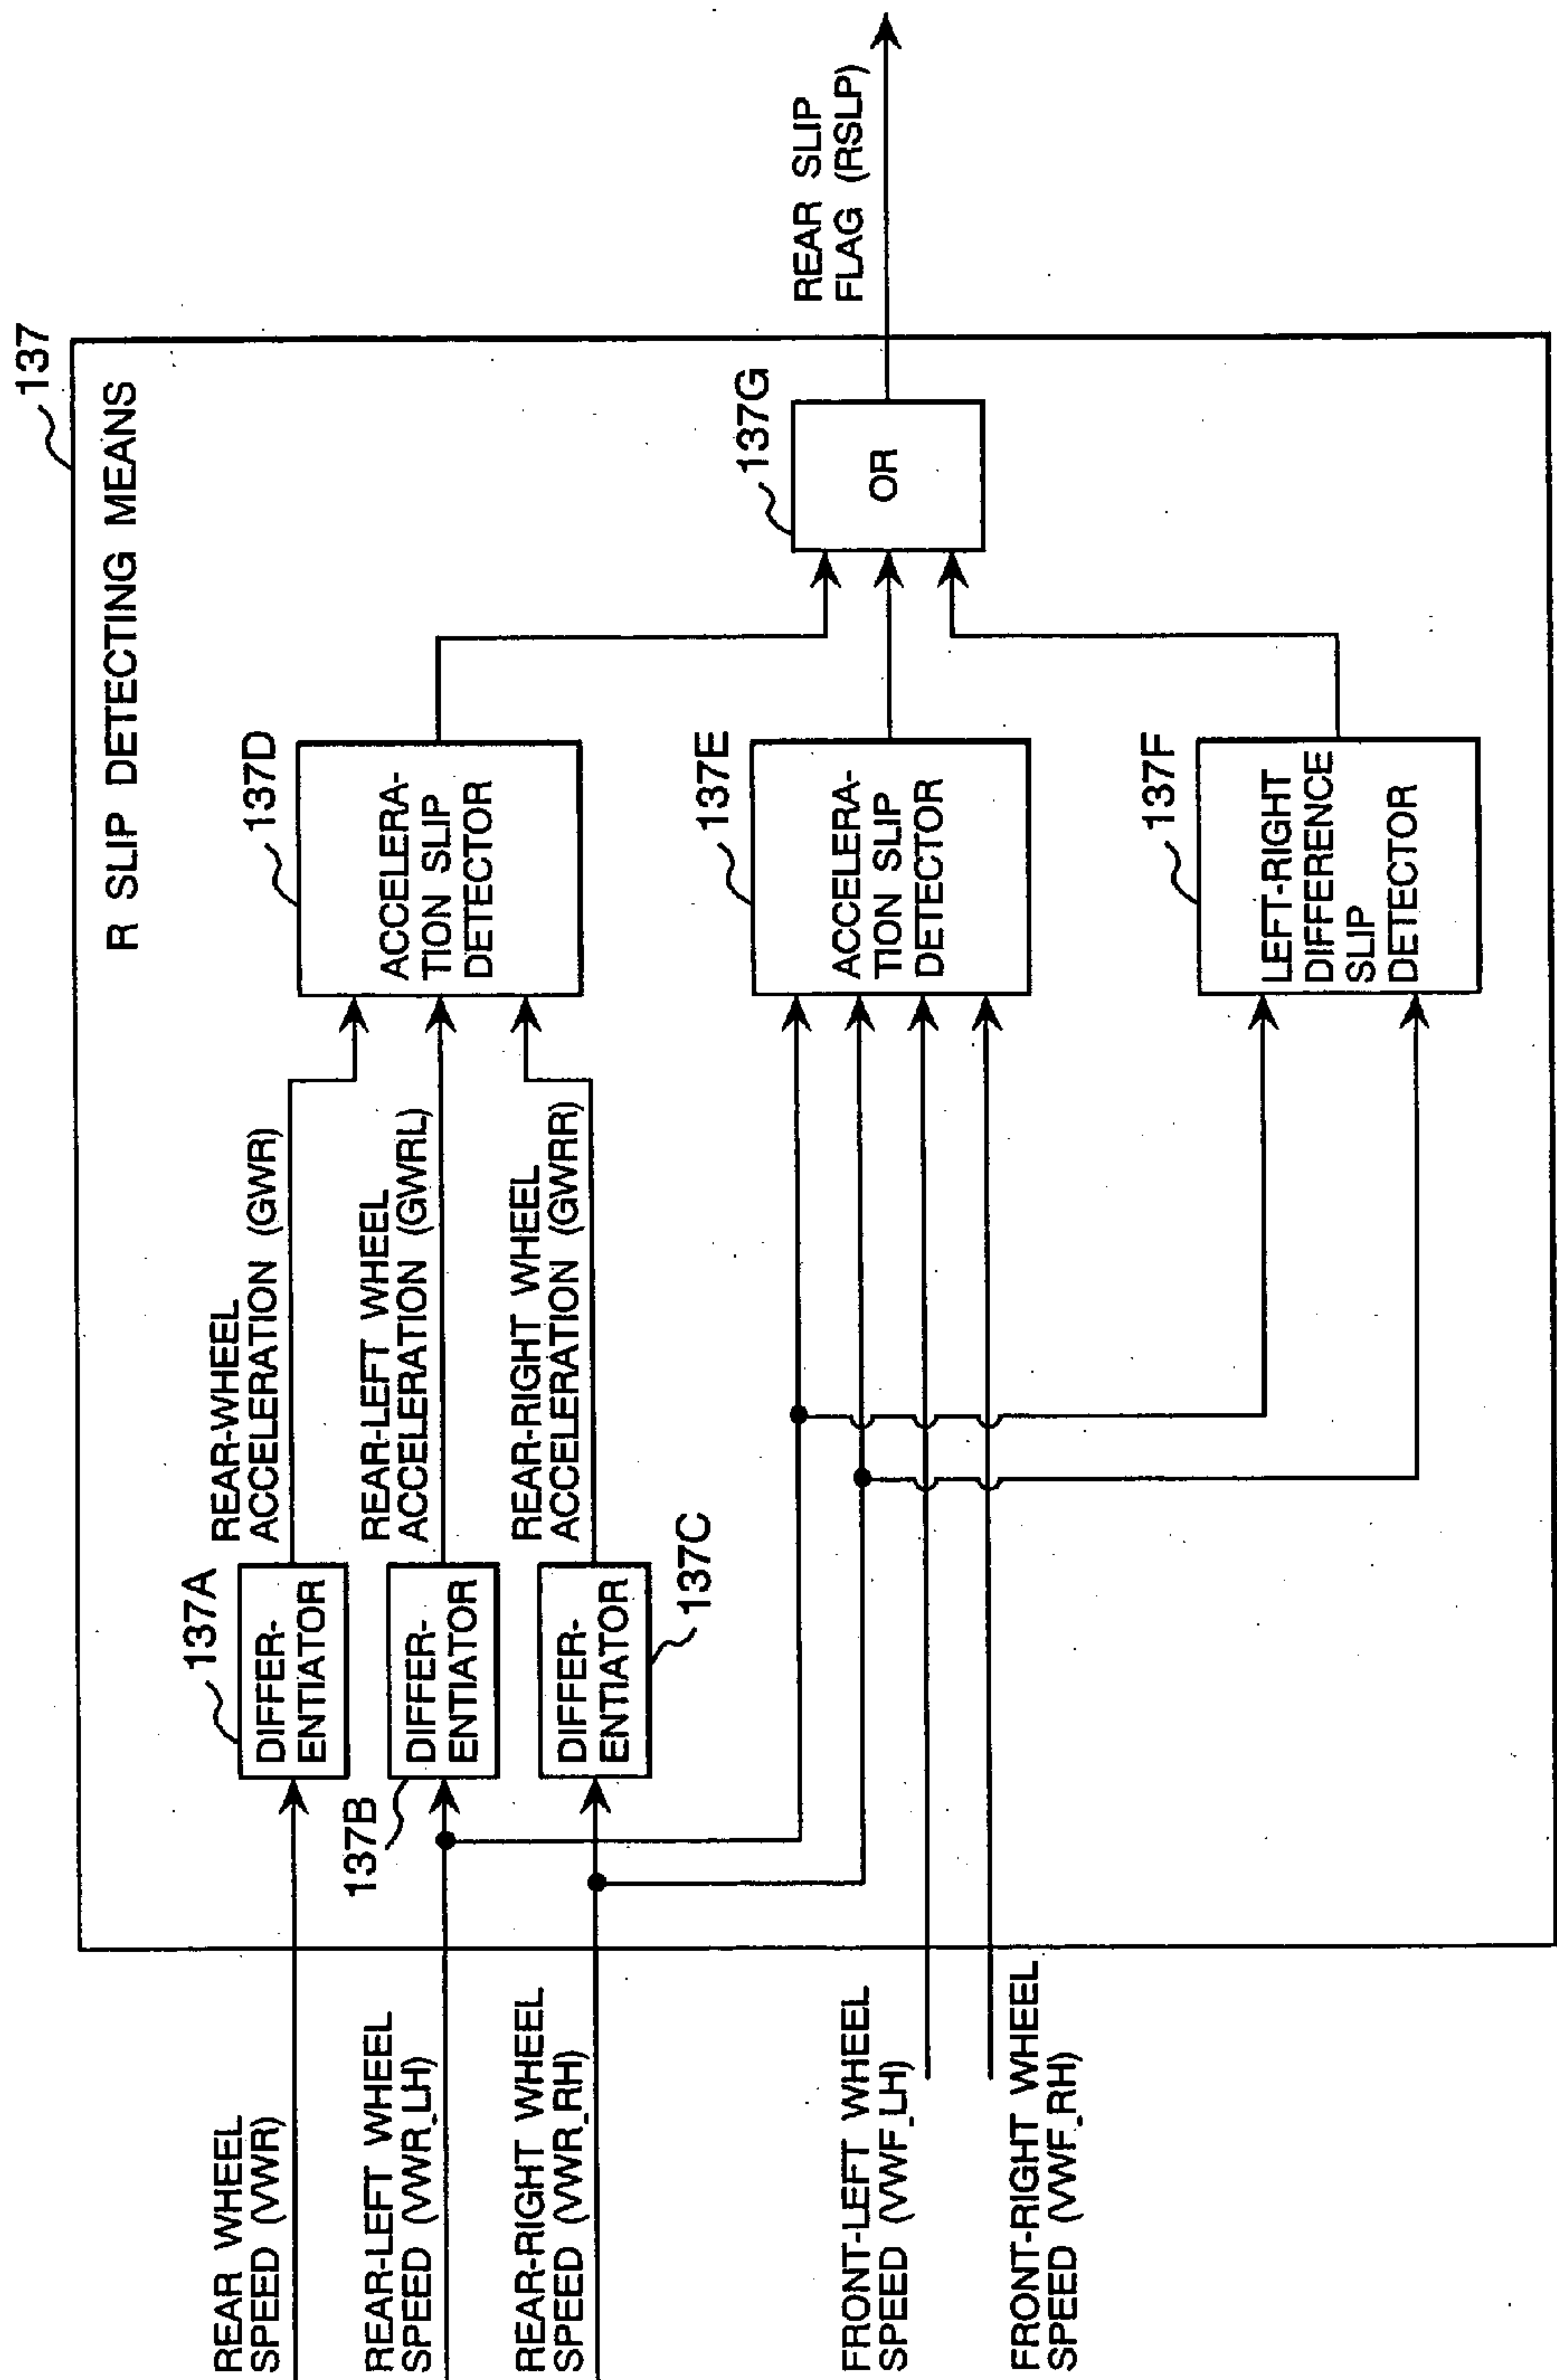 137
R SLIP DETECTING MEANS
REAR WHEEL
SPEED (VWR)
137A
DIFFER-
ENTIATOR
REAR-WHEEL
ACCELERATION (GWR)
REAR-LEFT WHEEL
SPEED (VWR_LH)
137B
DIFFER-
ENTIATOR
REAR-LEFT WHEEL
ACCELERATION (GWRL)
REAR-RIGHT WHEEL
SPEED (VWR_RH)
137C
DIFFER-
ENTIATOR
REAR-RIGHT WHEEL
ACCELERATION (GWRR)
137D
ACCELERA-
TION SLIP
DETECTOR
FRONT-LEFT WHEEL
SPEED (VWF_LH)
FRONT-RIGHT WHEEL
SPEED (VWF_RH)
137E
ACCELERA-
TION SLIP
DETECTOR
137F
LEFT-RIGHT
DIFFERENCE
SLIP
DETECTOR
137G
OR
REAR SLIP
FLAG (RSLP)